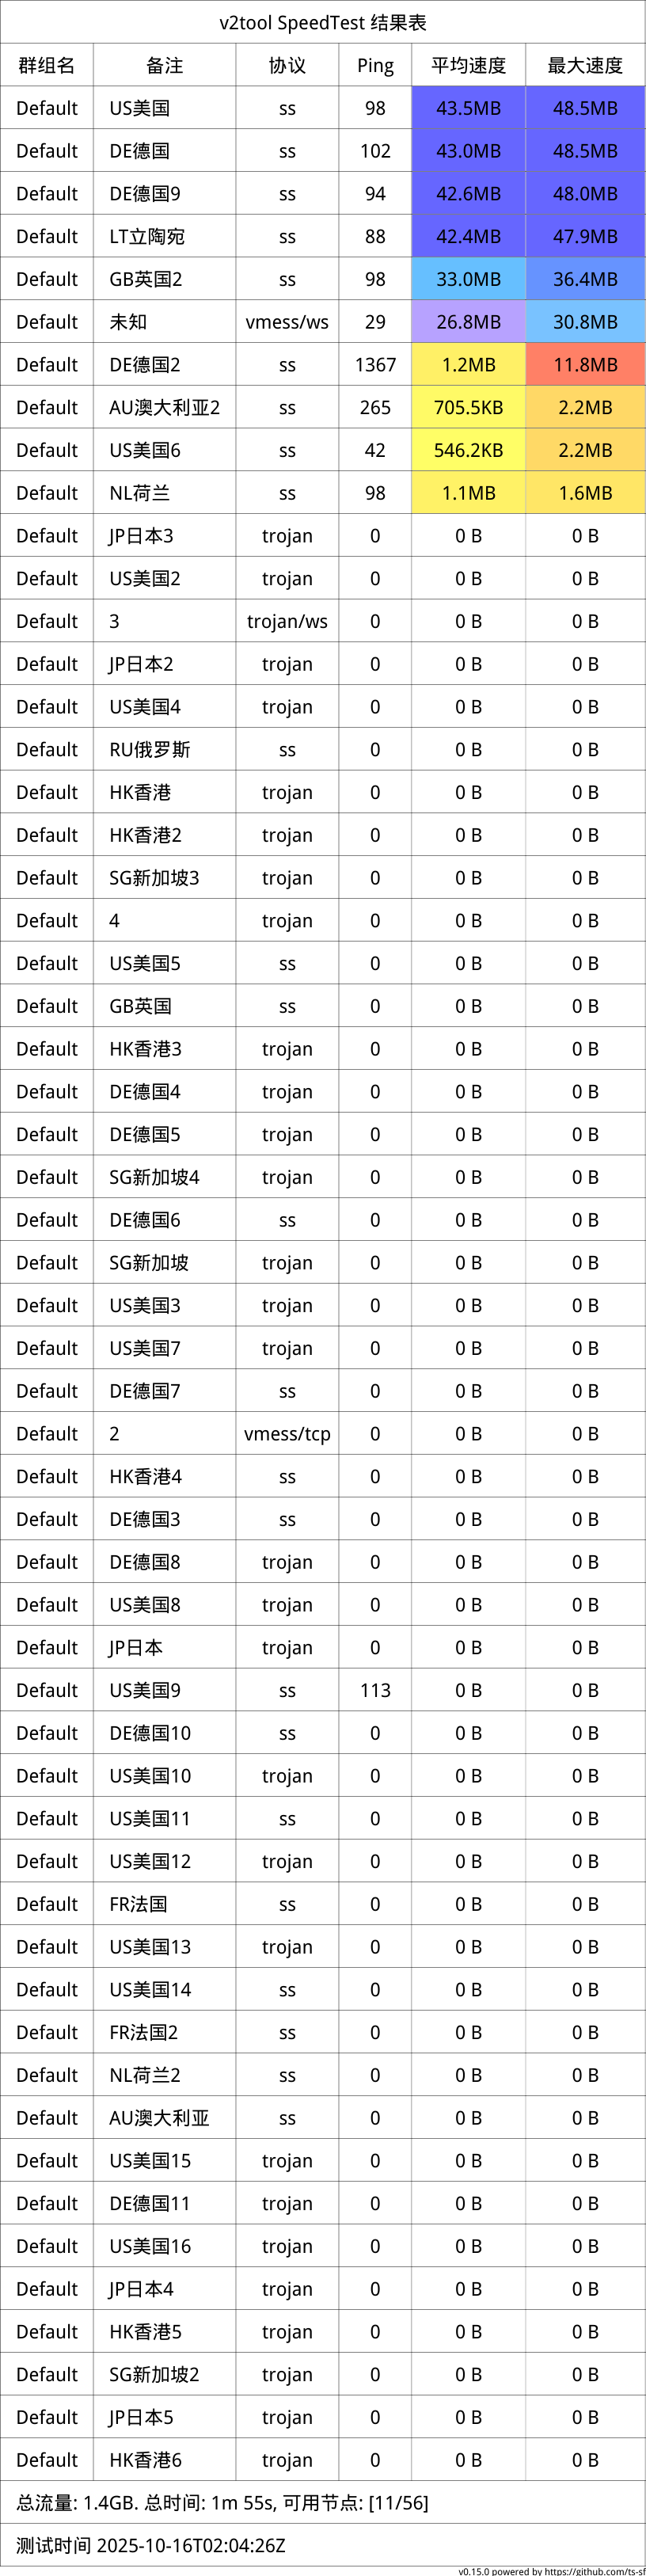 v2tool SpeedTest 结果表
群组名 备注 协议 Ping 平均速度 最大速度
Default US美国 ss 98 43.5MB 48.5MB
Default DE德国 ss 102 43.0MB 48.5MB
Default DE德国9 ss 94 42.6MB 48.0MB
Default LT立陶宛 ss 88 42.4MB 47.9MB
Default GB英国2 ss 98 33.0MB 36.4MB
Default 未知 vmess/ws 29 26.8MB 30.8MB
Default DE德国2 ss 1367 1.2MB 11.8MB
Default AU澳大利亚2 ss 265 705.5KB 2.2MB
Default US美国6 ss 42 546.2KB 2.2MB
Default NL荷兰 ss 98 1.1MB 1.6MB
Default JP日本3 trojan 0 0 B 0 B
Default US美国2 trojan 0 0 B 0 B
Default 3 trojan/ws 0 0 B 0 B
Default JP日本2 trojan 0 0 B 0 B
Default US美国4 trojan 0 0 B 0 B
Default RU俄罗斯 ss 0 0 B 0 B
Default HK香港 trojan 0 0 B 0 B
Default HK香港2 trojan 0 0 B 0 B
Default SG新加坡3 trojan 0 0 B 0 B
Default 4 trojan 0 0 B 0 B
Default US美国5 ss 0 0 B 0 B
Default GB英国 ss 0 0 B 0 B
Default HK香港3 trojan 0 0 B 0 B
Default DE德国4 trojan 0 0 B 0 B
Default DE德国5 trojan 0 0 B 0 B
Default SG新加坡4 trojan 0 0 B 0 B
Default DE德国6 ss 0 0 B 0 B
Default SG新加坡 trojan 0 0 B 0 B
Default US美国3 trojan 0 0 B 0 B
Default US美国7 trojan 0 0 B 0 B
Default DE德国7 ss 0 0 B 0 B
Default 2 vmess/tcp 0 0 B 0 B
Default HK香港4 ss 0 0 B 0 B
Default DE德国3 ss 0 0 B 0 B
Default DE德国8 trojan 0 0 B 0 B
Default US美国8 trojan 0 0 B 0 B
Default JP日本 trojan 0 0 B 0 B
Default US美国9 ss 113 0 B 0 B
Default DE德国10 ss 0 0 B 0 B
Default US美国10 trojan 0 0 B 0 B
Default US美国11 ss 0 0 B 0 B
Default US美国12 trojan 0 0 B 0 B
Default FR法国 ss 0 0 B 0 B
Default US美国13 trojan 0 0 B 0 B
Default US美国14 ss 0 0 B 0 B
Default FR法国2 ss 0 0 B 0 B
Default NL荷兰2 ss 0 0 B 0 B
Default AU澳大利亚 ss 0 0 B 0 B
Default US美国15 trojan 0 0 B 0 B
Default DE德国11 trojan 0 0 B 0 B
Default US美国16 trojan 0 0 B 0 B
Default JP日本4 trojan 0 0 B 0 B
Default HK香港5 trojan 0 0 B 0 B
Default SG新加坡2 trojan 0 0 B 0 B
Default JP日本5 trojan 0 0 B 0 B
Default HK香港6 trojan 0 0 B 0 B
总流量: 1.4GB. 总时间: 1m 55s, 可用节点: [11/56]
测试时间 2025-10-16T02:04:26Z
v0.15.0 powered by https://github.com/ts-sf